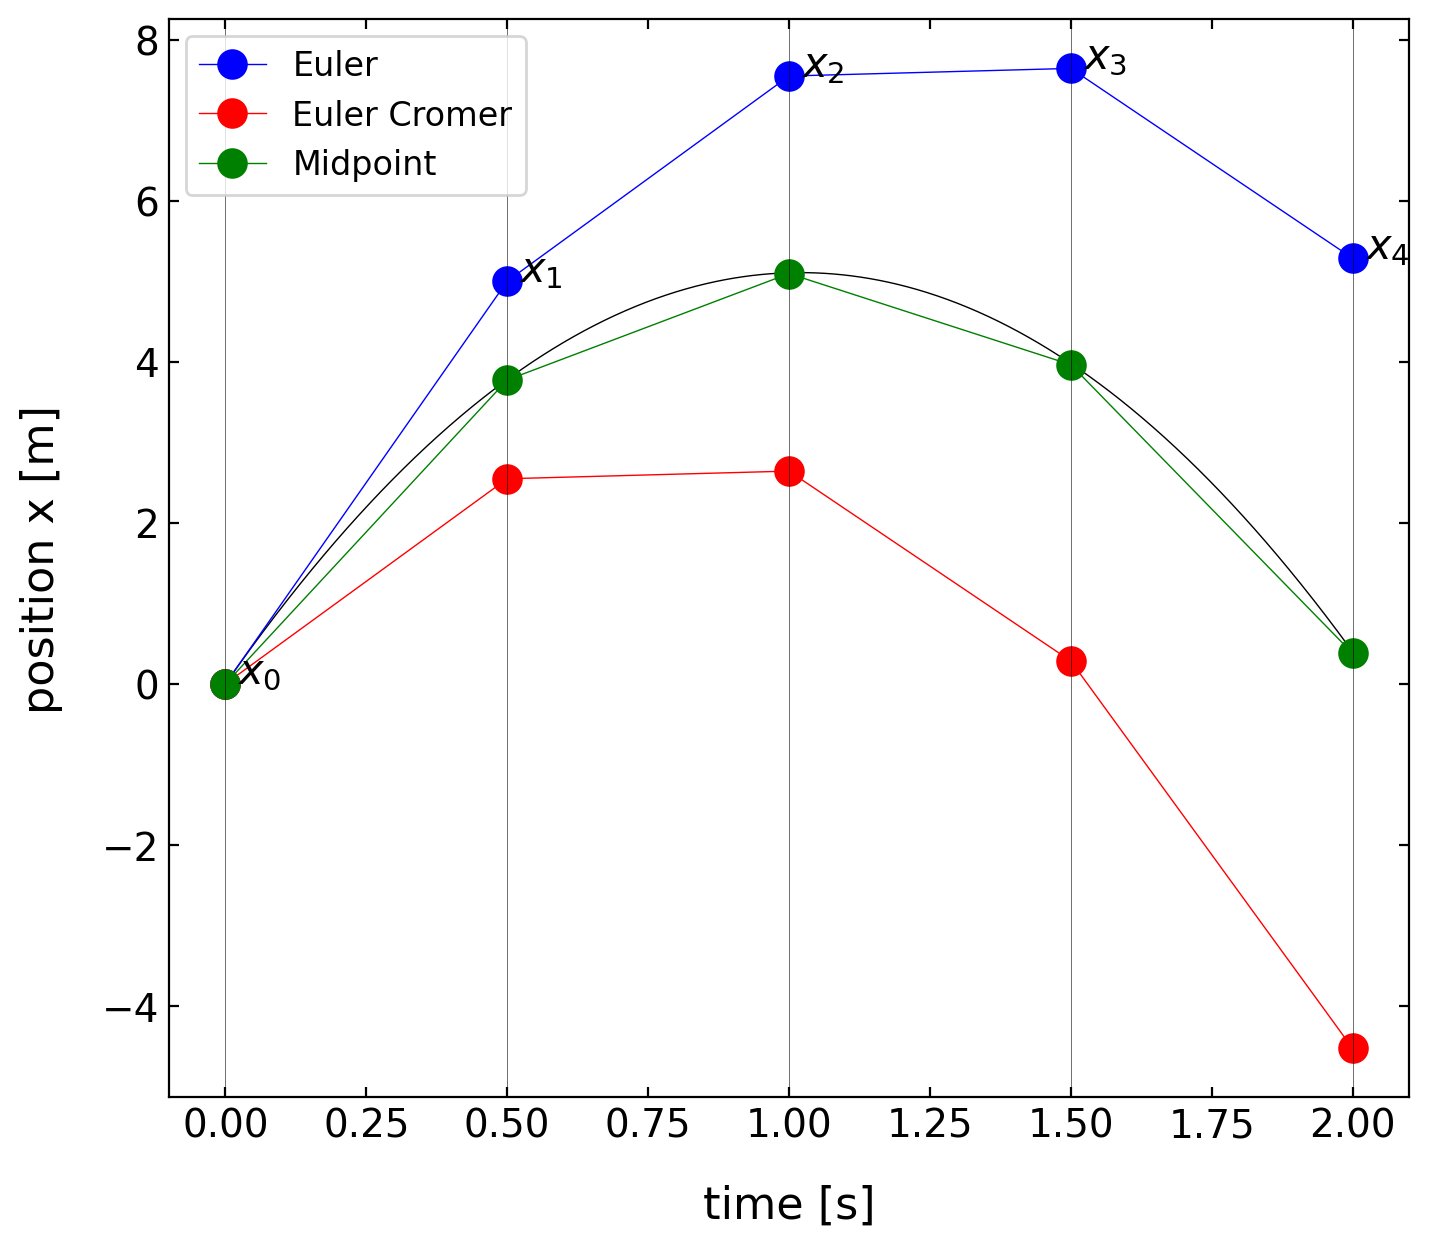 8
6
4
2
0
−2
−4
position x [m]
Euler
Euler Cromer
Midpoint
x₀
x₁
x₂
x₃
x₄
0.00 0.25 0.50 0.75 1.00 1.25 1.50 1.75 2.00
time [s]